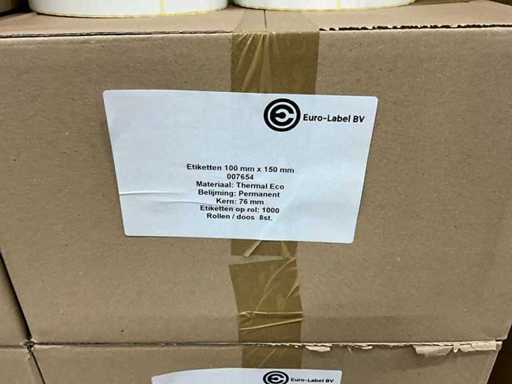 Euro-Label BV
Etiketten 100 mm x 150 mm
007654
Materiaal: Thermal Eco
Belijming: Permanent
Kern: 76 mm
Etiketten op rol: 1000
Rollen / doos 8st.
Euro-Label BV